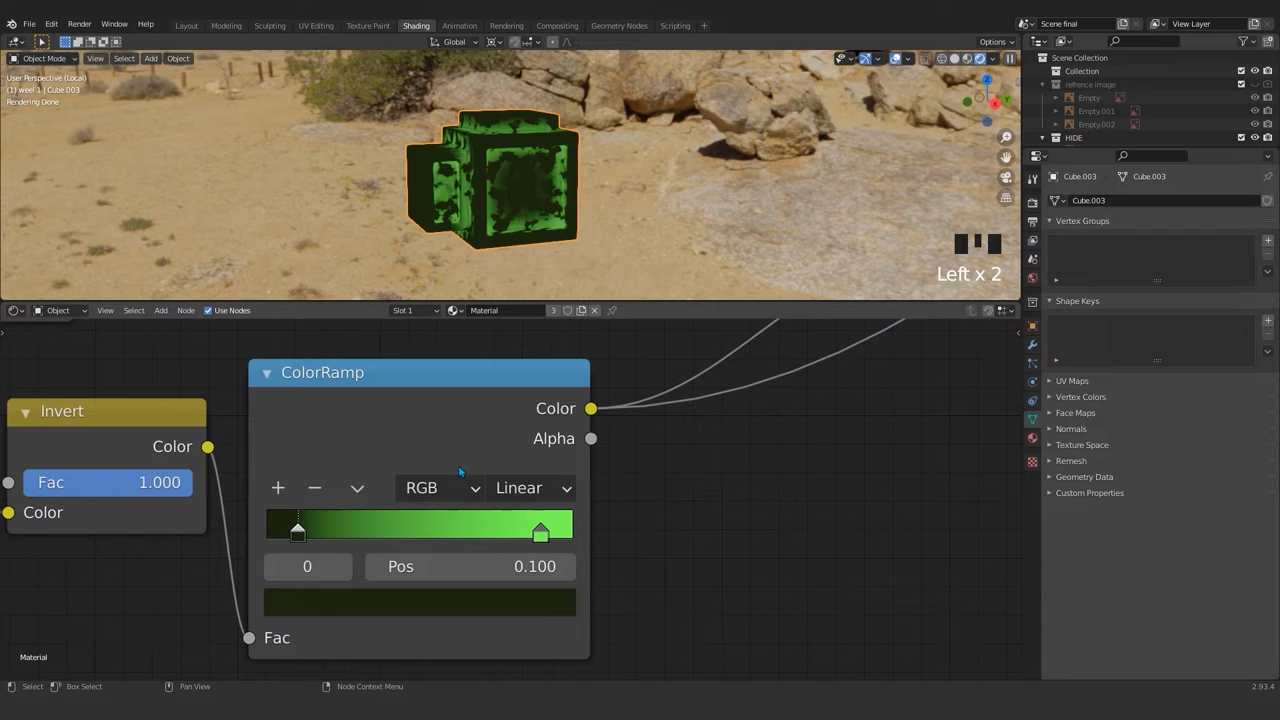 File Edit Render Window Help Layout Modeling Sculpting UV Editing Texture Paint Shading Animation Rendering Compositing Geometry Nodes Scripting + Scene final View Layer
Global Options
Object Mode View Select Add Object
User Perspective (Local)
(1) weel 1 | Cube.003
Rendering Done
Scene Collection
Collection
refrence image
Empty
Empty.001
Empty.002
HIDE
Cube.003 Cube.003
Cube.003
Vertex Groups
Shape Keys
UV Maps
Vertex Colors
Face Maps
Normals
Texture Space
Remesh
Geometry Data
Custom Properties
Left x 2
Object View Select Add Node Use Nodes Slot 1 Material 3
Invert
Color
Fac 1.000
Color
ColorRamp
Color
Alpha
RGB Linear
0 Pos 0.100
Fac
Material
Select Box Select Pan View Node Context Menu 2.93.4